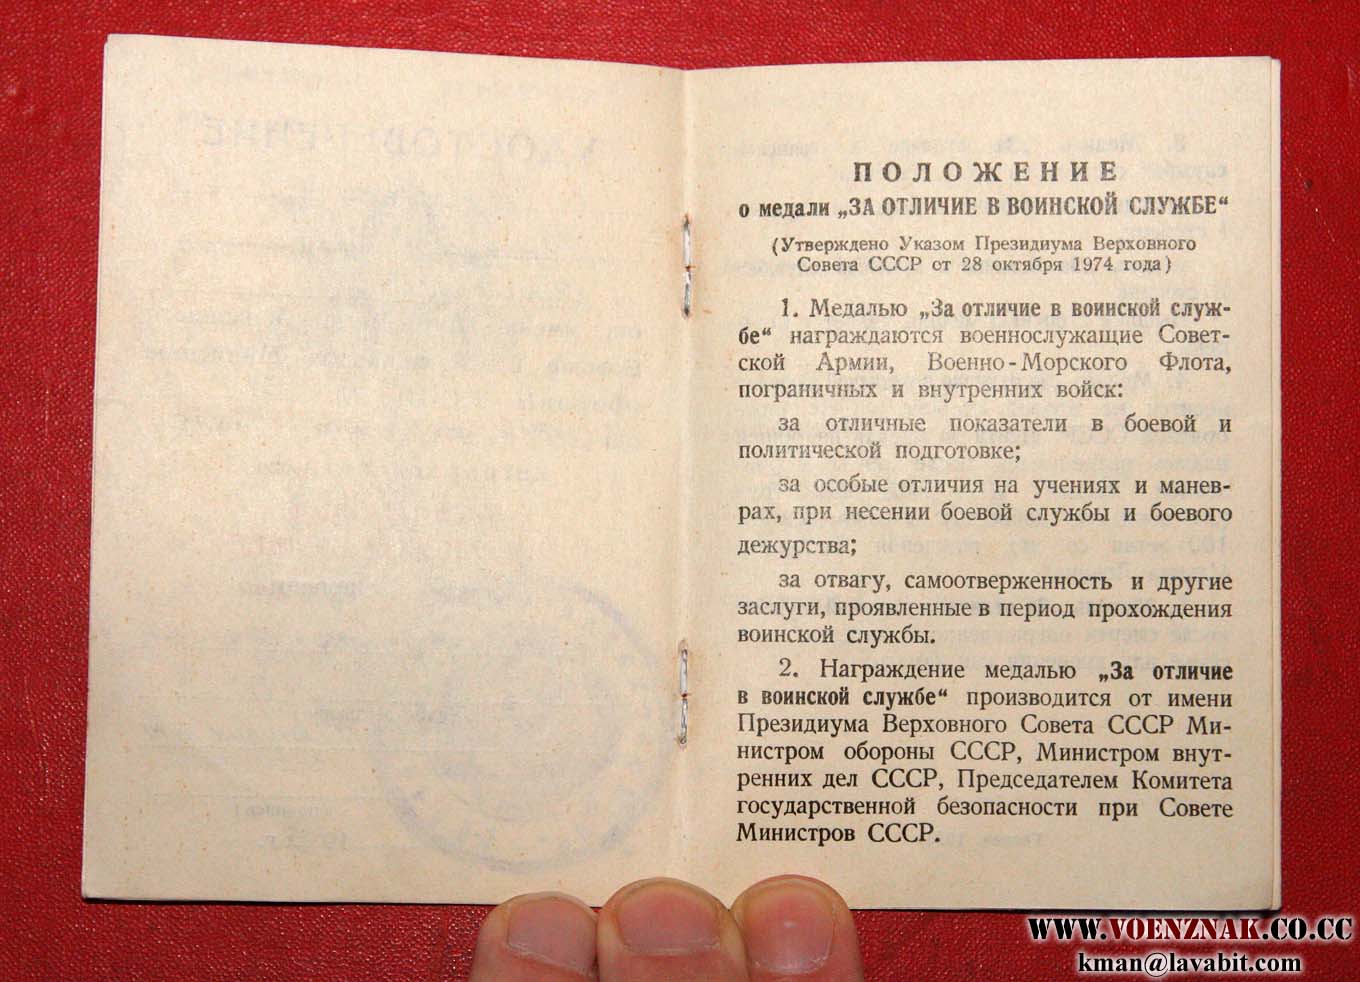 ПОЛОЖЕНИЕ
о медали „ЗА ОТЛИЧИЕ В ВОИНСКОЙ СЛУЖБЕ“
(Утверждено Указом Президиума Верховного
Совета СССР от 28 октября 1974 года)
1. Медалью „За отличие в воинской служ-
бе“ награждаются военнослужащие Совет-
ской Армии, Военно-Морского Флота,
пограничных и внутренних войск:
за отличные показатели в боевой и
политической подготовке;
за особые отличия на учениях и манев-
рах, при несении боевой службы и боевого
дежурства;
за отвагу, самоотверженность и другие
заслуги, проявленные в период прохождения
воинской службы.
2. Награждение медалью „За отличие
в воинской службе“ производится от имени
Президиума Верховного Совета СССР Ми-
нистром обороны СССР, Министром внут-
ренних дел СССР, Председателем Комитета
государственной безопасности при Совете
Министров СССР.
WWW.VOENZNAK.CO.CC
kman@lavabit.com